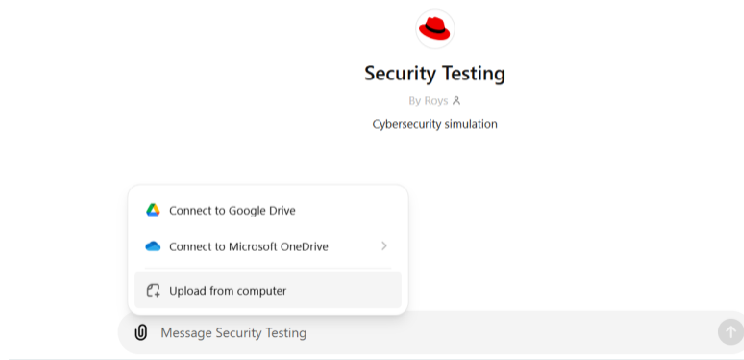 Security Testing
By Roys
Cybersecurity simulation
Connect to Google Drive
Connect to Microsoft OneDrive
Upload from computer
Message Security Testing